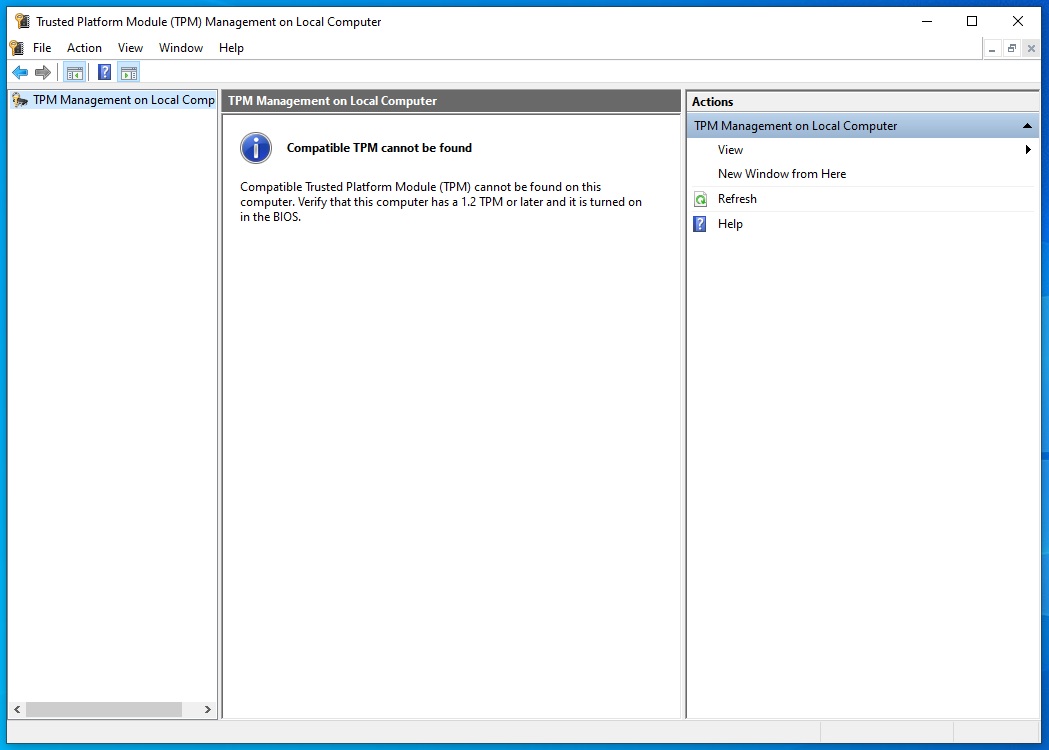 Trusted Platform Module (TPM) Management on Local Computer
File Action View Window Help
TPM Management on Local Comp
TPM Management on Local Computer
Compatible TPM cannot be found
Compatible Trusted Platform Module (TPM) cannot be found on this
computer. Verify that this computer has a 1.2 TPM or later and it is turned on
in the BIOS.
Actions
TPM Management on Local Computer
View
New Window from Here
Refresh
Help